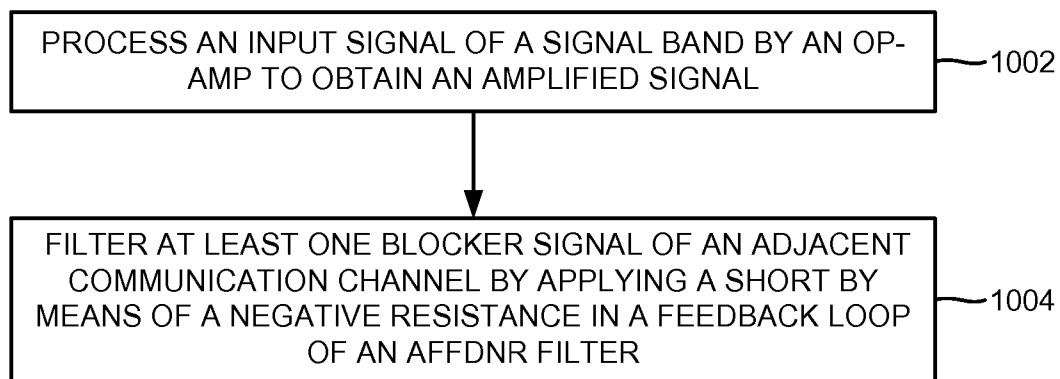 PROCESS AN INPUT SIGNAL OF A SIGNAL BAND BY AN OP-
AMP TO OBTAIN AN AMPLIFIED SIGNAL
1002
FILTER AT LEAST ONE BLOCKER SIGNAL OF AN ADJACENT
COMMUNICATION CHANNEL BY APPLYING A SHORT BY
MEANS OF A NEGATIVE RESISTANCE IN A FEEDBACK LOOP
OF AN AFFDNR FILTER
1004